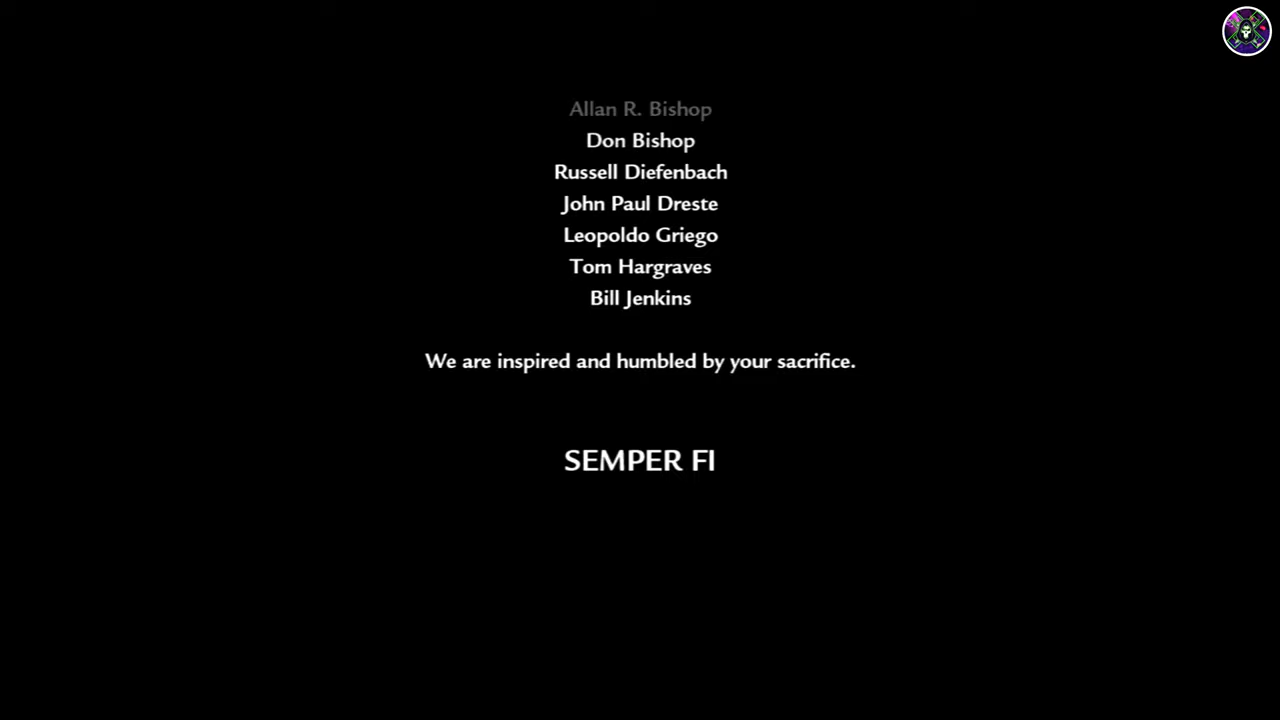 Allan R. Bishop
Don Bishop
Russell Diefenbach
John Paul Dreste
Leopoldo Griego
Tom Hargraves
Bill Jenkins
We are inspired and humbled by your sacrifice.
SEMPER FI